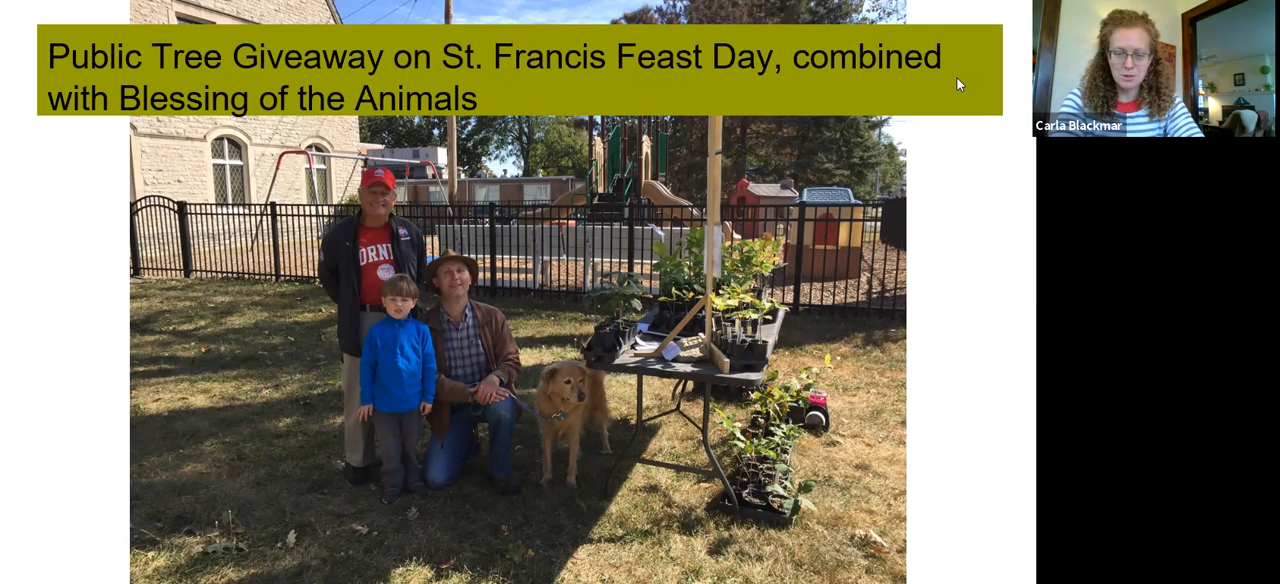 Public Tree Giveaway on St. Francis Feast Day, combined
with Blessing of the Animals
Carla Blackmar